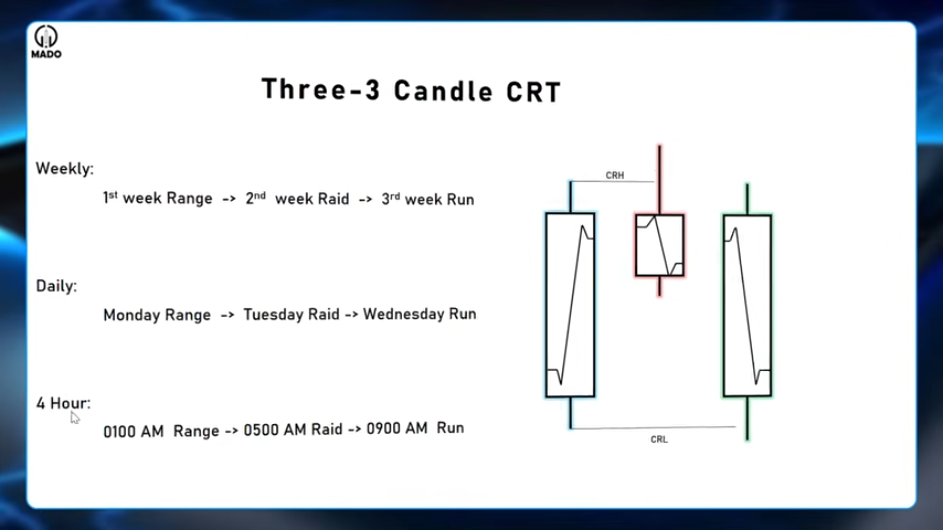 MADO
Three-3 Candle CRT
Weekly:
1st week Range -> 2nd week Raid -> 3rd week Run
Daily:
Monday Range -> Tuesday Raid -> Wednesday Run
4 Hour:
0100 AM Range -> 0500 AM Raid -> 0900 AM Run
CRH
CRL